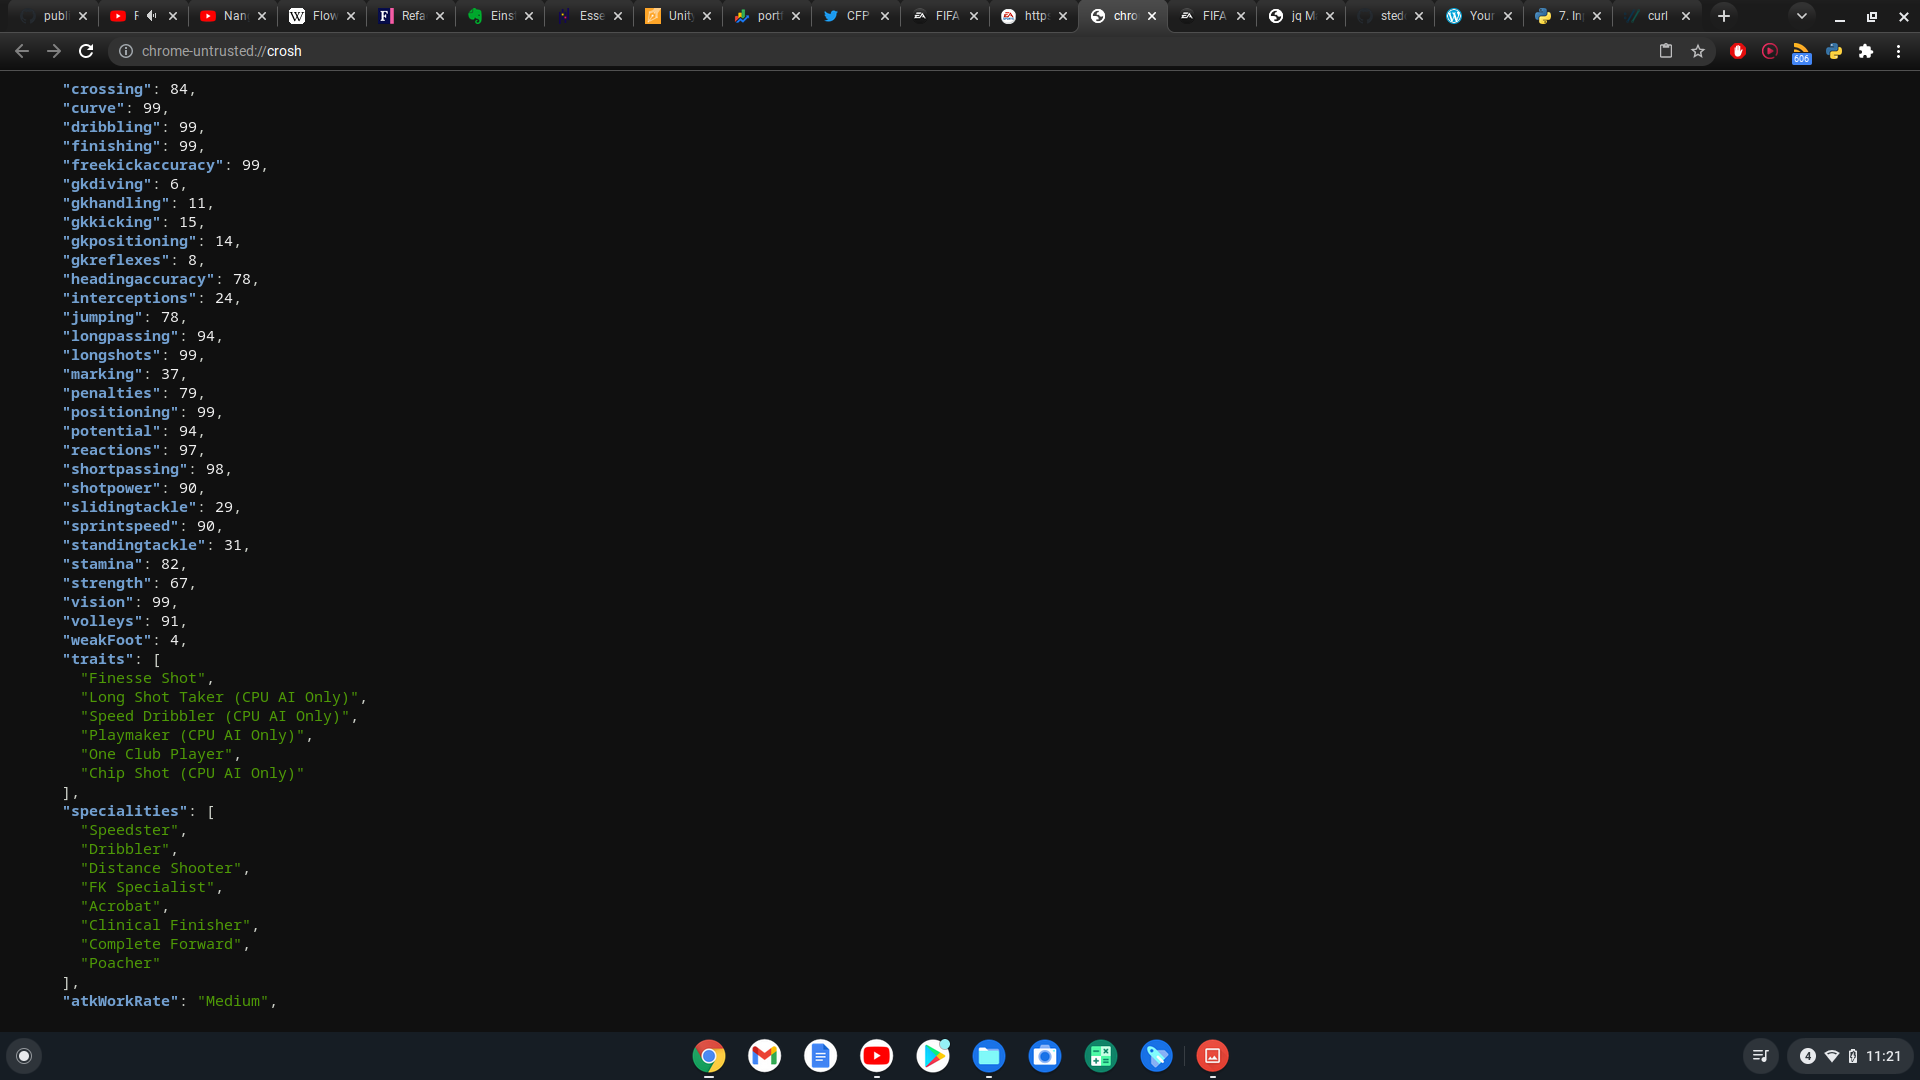 publ
F
Nan
Flow
Refa
Einst
Esse
Unity
portf
CFP
FIFA
http
chro
FIFA
jq M
sted
Your
7. In
curl
chrome-untrusted://crosh
606
"crossing": 84,
"curve": 99,
"dribbling": 99,
"finishing": 99,
"freekickaccuracy": 99,
"gkdiving": 6,
"gkhandling": 11,
"gkkicking": 15,
"gkpositioning": 14,
"gkreflexes": 8,
"headingaccuracy": 78,
"interceptions": 24,
"jumping": 78,
"longpassing": 94,
"longshots": 99,
"marking": 37,
"penalties": 79,
"positioning": 99,
"potential": 94,
"reactions": 97,
"shortpassing": 98,
"shotpower": 90,
"slidingtackle": 29,
"sprintspeed": 90,
"standingtackle": 31,
"stamina": 82,
"strength": 67,
"vision": 99,
"volleys": 91,
"weakFoot": 4,
"traits": [
"Finesse Shot",
"Long Shot Taker (CPU AI Only)",
"Speed Dribbler (CPU AI Only)",
"Playmaker (CPU AI Only)",
"One Club Player",
"Chip Shot (CPU AI Only)"
],
"specialities": [
"Speedster",
"Dribbler",
"Distance Shooter",
"FK Specialist",
"Acrobat",
"Clinical Finisher",
"Complete Forward",
"Poacher"
],
"atkWorkRate": "Medium",
4
11:21